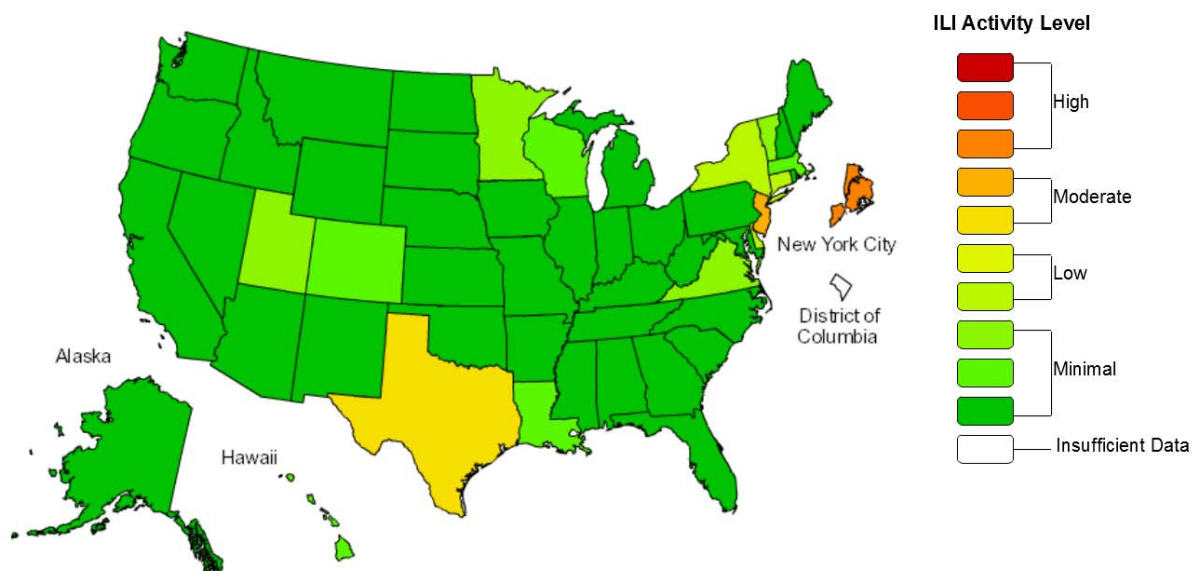 ILI Activity Level
High
Moderate
New York City
Low
District of
Columbia
Alaska
Minimal
Hawaii
Insufficient Data